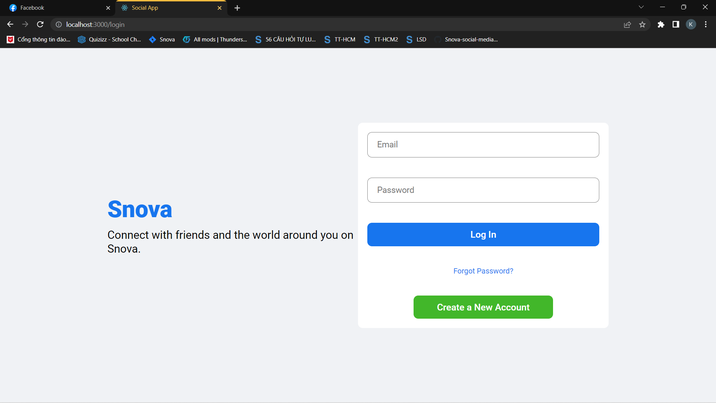 Facebook
Social App
localhost:3000/login
Cổng thông tin đào...
Quizizz - School Ch...
Snova
All mods | Thunders...
56 CÂU HỎI TỰ LU...
TT-HCM
TT-HCM2
LSD
Snova-social-media...
K
Email
Password
Snova
Connect with friends and the world around you on
Snova.
Log In
Forgot Password?
Create a New Account